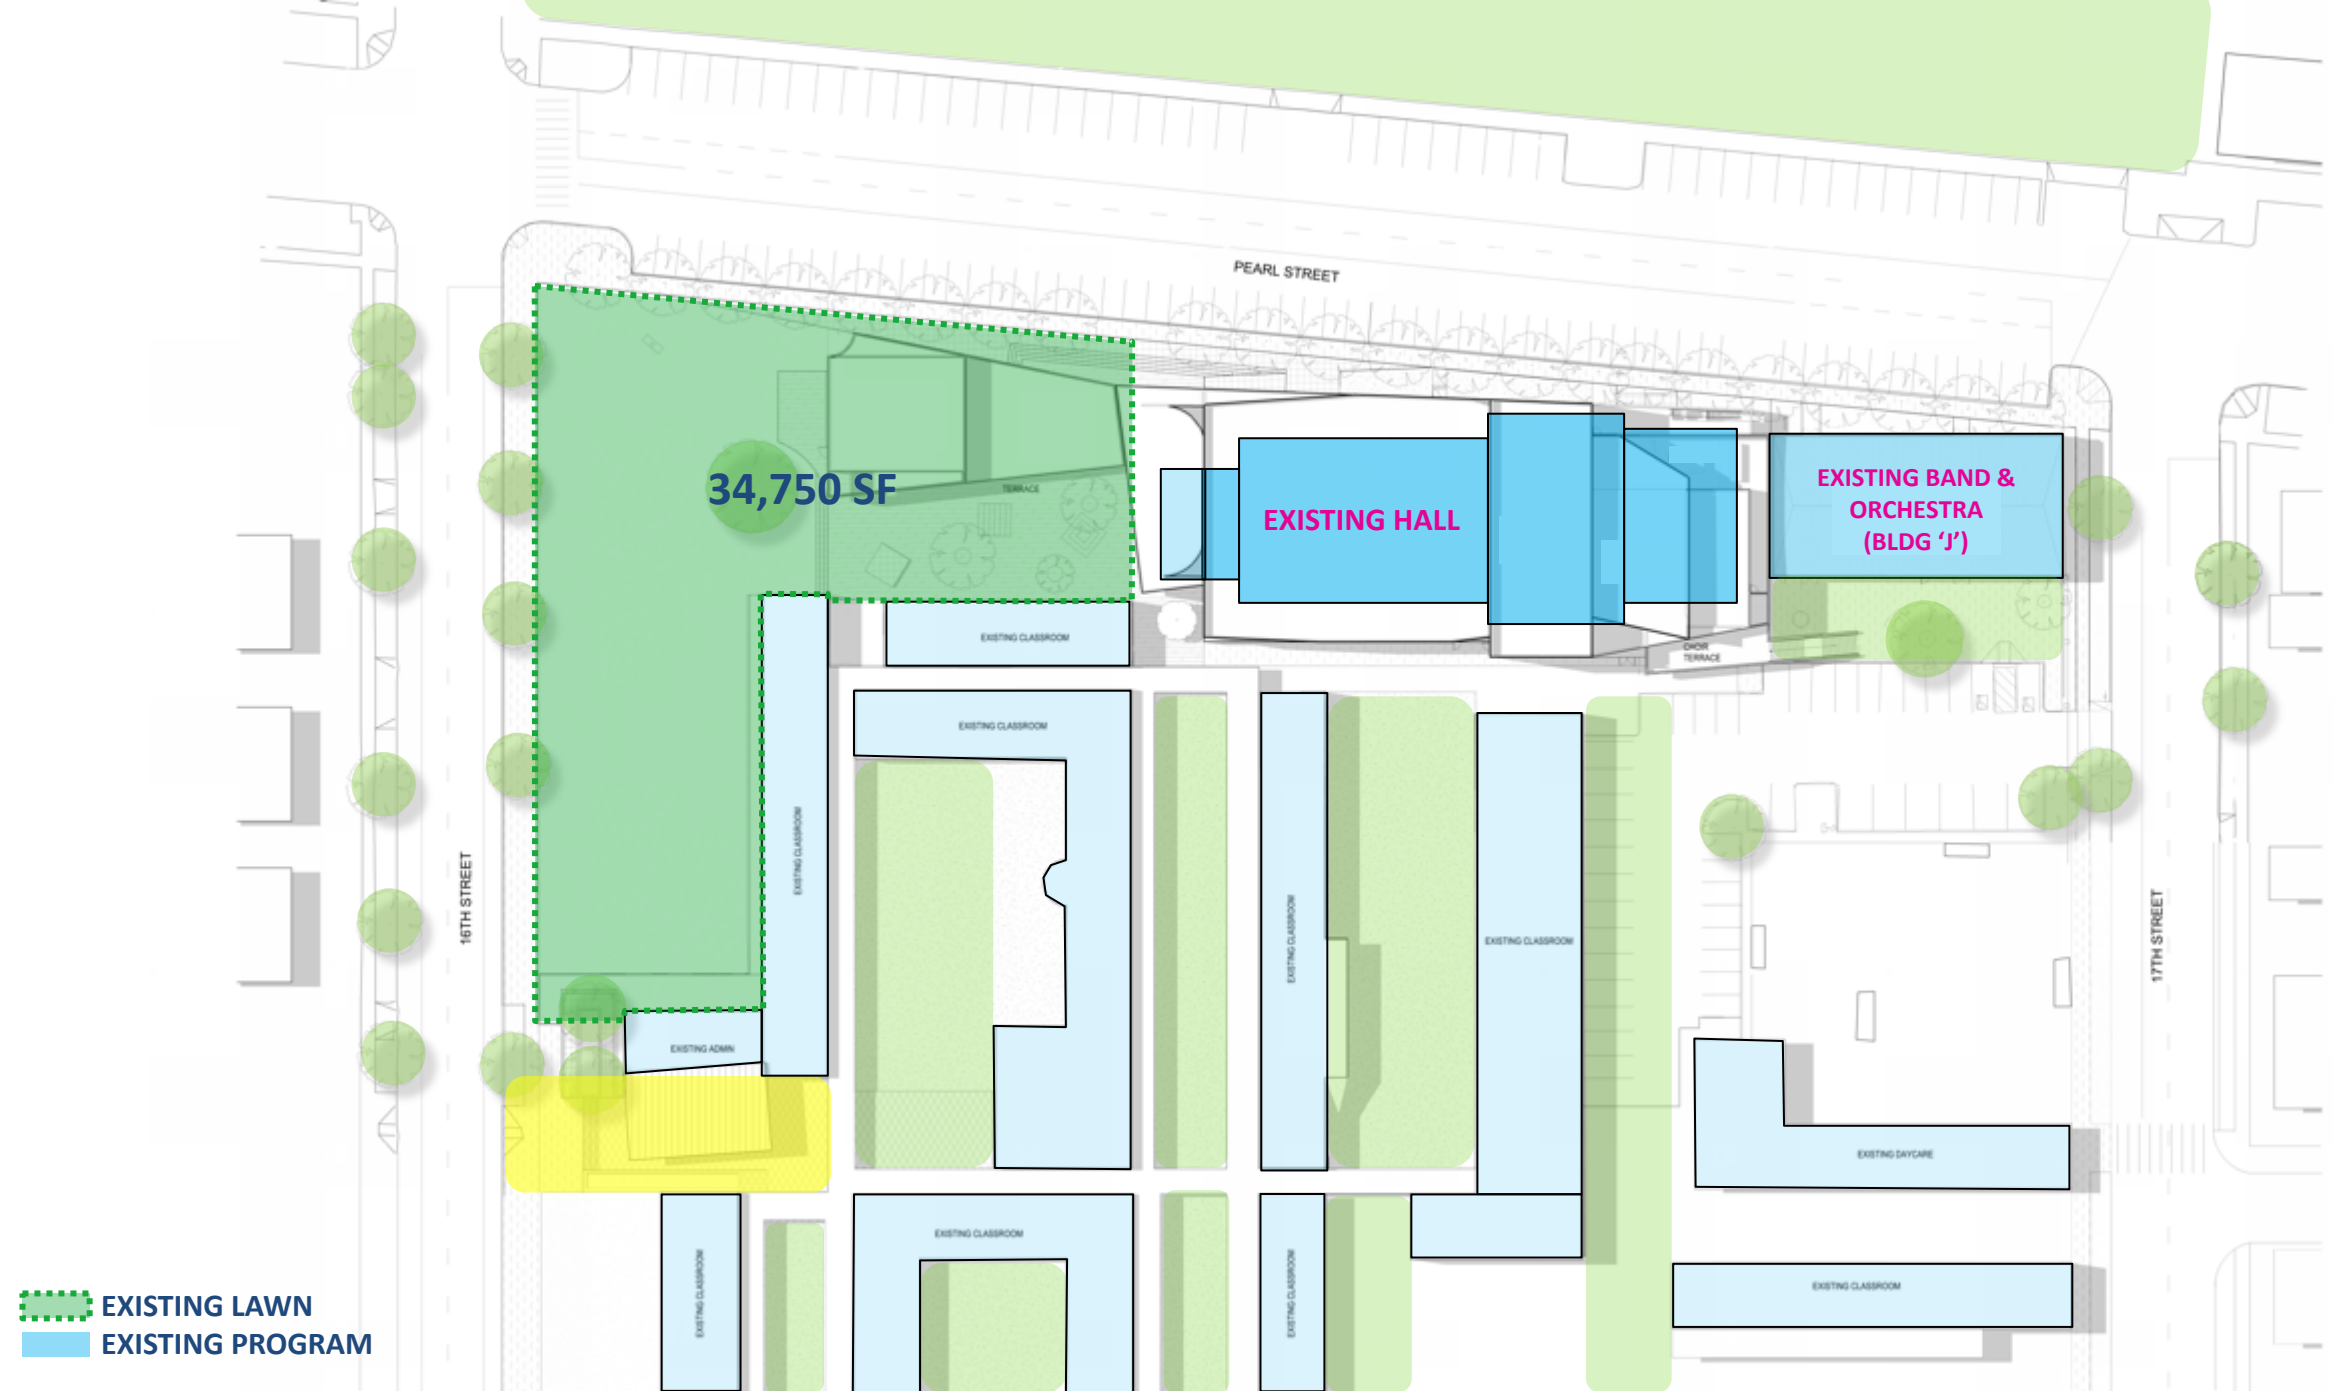 PEARL STREET
34,750 SF
TERRACE
EXISTING HALL
EXISTING BAND &
ORCHESTRA
(BLDG ‘J’)
EXISTING CLASSROOM
TERRACE
EXISTING CLASSROOM
EXISTING CLASSROOM
16TH STREET
EXISTING CLASSROOM
EXISTING CLASSROOM
17TH STREET
EXISTING ADMIN
EXISTING DAYCARE
EXISTING CLASSROOM
EXISTING CLASSROOM
EXISTING CLASSROOM
EXISTING CLASSROOM
EXISTING LAWN
EXISTING PROGRAM